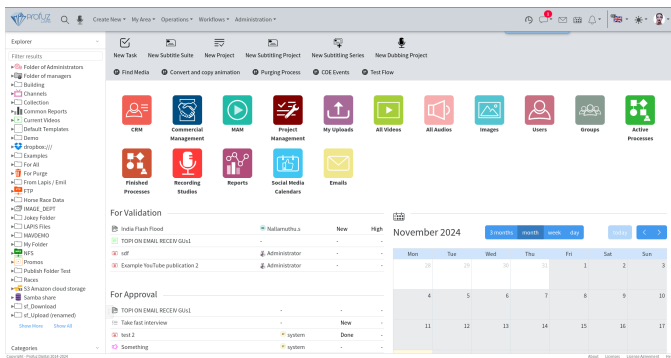 Profuz
Create New My Area Operations Workflows Administration
Explorer
Filter results
Folder of Administrators
Folder of managers
Building
Channels
Collection
Common Reports
Current Videos
Default Templates
Demo
dropbox:///
Examples
For All
For Purge
From Lapis / Emil
FTP
Horse Race Data
IMAGE_DEPT
Jokey Folder
LAPIS Files
MAVDEMO
My Folder
NFS
Promos
Publish Folder Test
Races
S3 Amazon cloud storage
Samba share
sf_Download
sf_Upload (renamed)
Show More Show All
Categories
New Task New Subtitle Suite New Project New Subtitling Project New Subtitling Series New Dubbing Project
Find Media Convert and copy animation Purging Process CDE Events Test Flow
CRM
Commercial Management
MAM
Project Management
My Uploads
All Videos
All Audios
Images
Users
Groups
Active Processes
Finished Processes
Recording Studios
Reports
Social Media Calendars
Emails
For Validation
India Flash Flood Nallamuthu.s New High
TOPI ON EMAIL RECEIV GUs1 - - -
sdf Administrator - -
Example YouTube publication 2 Administrator - -
For Approval
TOPI ON EMAIL RECEIV GUs1 - - -
Take fast interview - New -
test 2 system Done -
Something system - -
November 2024
3 months month week day today
Mon Tue Wed Thu Fri Sat Sun
28 29 30 31 1 2 3
4 5 6 7 8 9 10
11 12 13 14 15 16 17
Copyright - Profuz Digital 2014-2024
About Licenses License Agreement